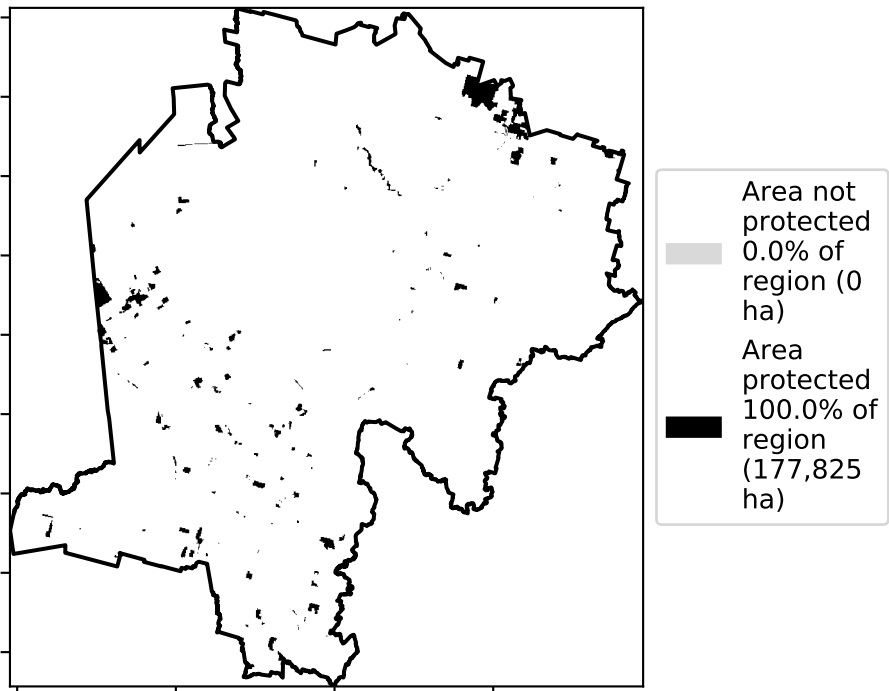 Area not
protected
0.0% of
region (0
ha)
Area
protected
100.0% of
region
(177,825
ha)